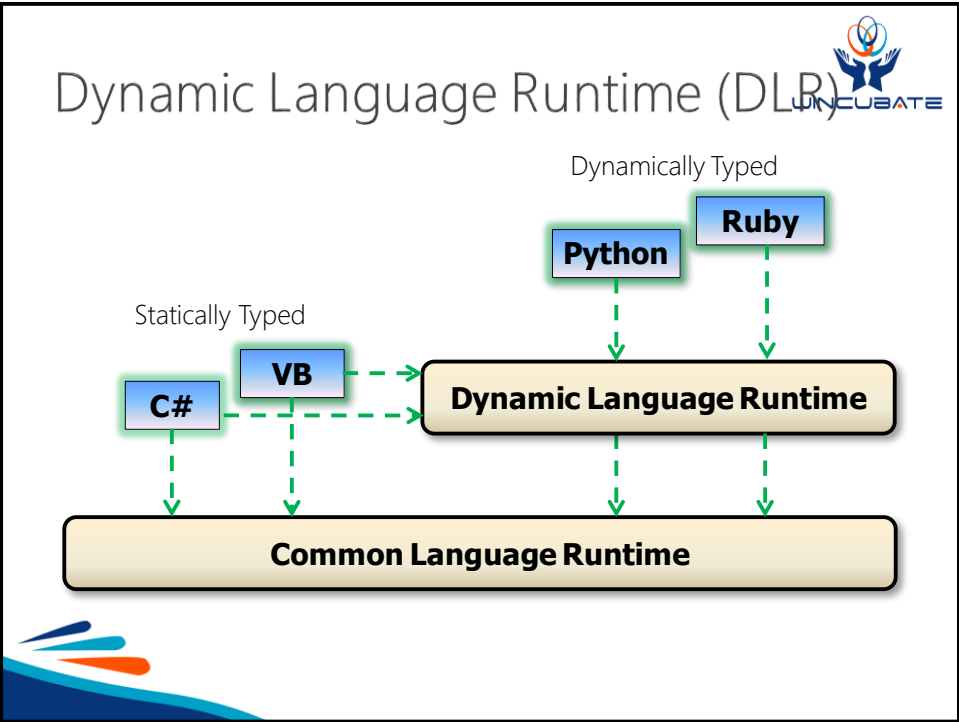 Dynamic Language Runtime (DLR)
WINCUBATE
Dynamically Typed
Ruby
Python
Statically Typed
VB
C#
Dynamic Language Runtime
Common Language Runtime